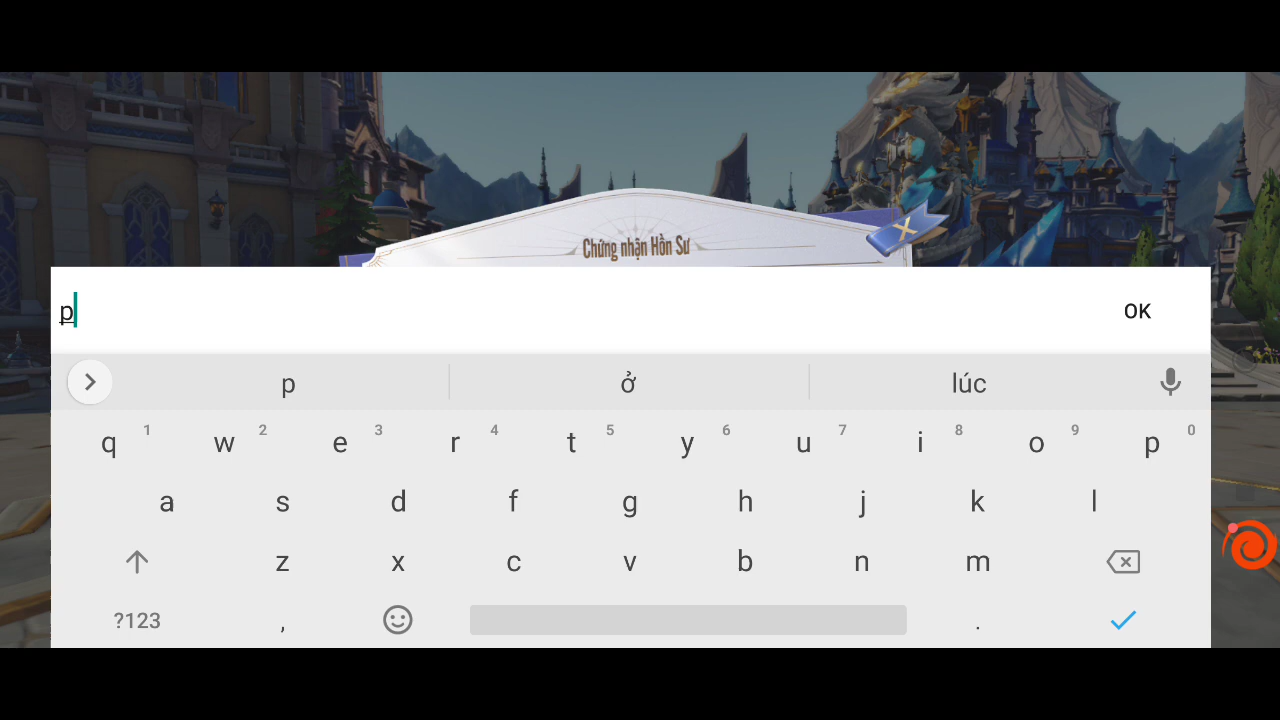 Chứng nhận Hồn Sư
p
OK
p ở lúc
q 1 w 2 e 3 r 4 t 5 y 6 u 7 i 8 o 9 p 0
a s d f g h j k l
z x c v b n m
?123 , .